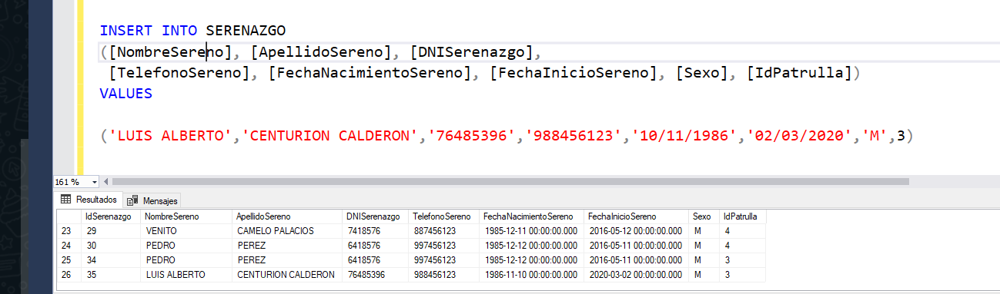 INSERT INTO SERENAZGO
([NombreSereno], [ApellidoSereno], [DNISerenazgo],
[TelefonoSereno], [FechaNacimientoSereno], [FechaInicioSereno], [Sexo], [IdPatrulla])
VALUES
('LUIS ALBERTO','CENTURION CALDERON','76485396','988456123','10/11/1986','02/03/2020','M',3)
161 %
Resultados Mensajes
IdSerenazgo NombreSereno ApellidoSereno DNISerenazgo TelefonoSereno FechaNacimientoSereno FechaInicioSereno Sexo IdPatrulla
23 29 VENITO CAMELO PALACIOS 7418576 887456123 1985-12-11 00:00:00.000 2016-05-12 00:00:00.000 M 4
24 30 PEDRO PEREZ 6418576 997456123 1985-12-12 00:00:00.000 2016-05-11 00:00:00.000 M 4
25 34 PEDRO PEREZ 6418576 997456123 1985-12-12 00:00:00.000 2016-05-11 00:00:00.000 M 3
26 35 LUIS ALBERTO CENTURION CALDERON 76485396 988456123 1986-11-10 00:00:00.000 2020-03-02 00:00:00.000 M 3